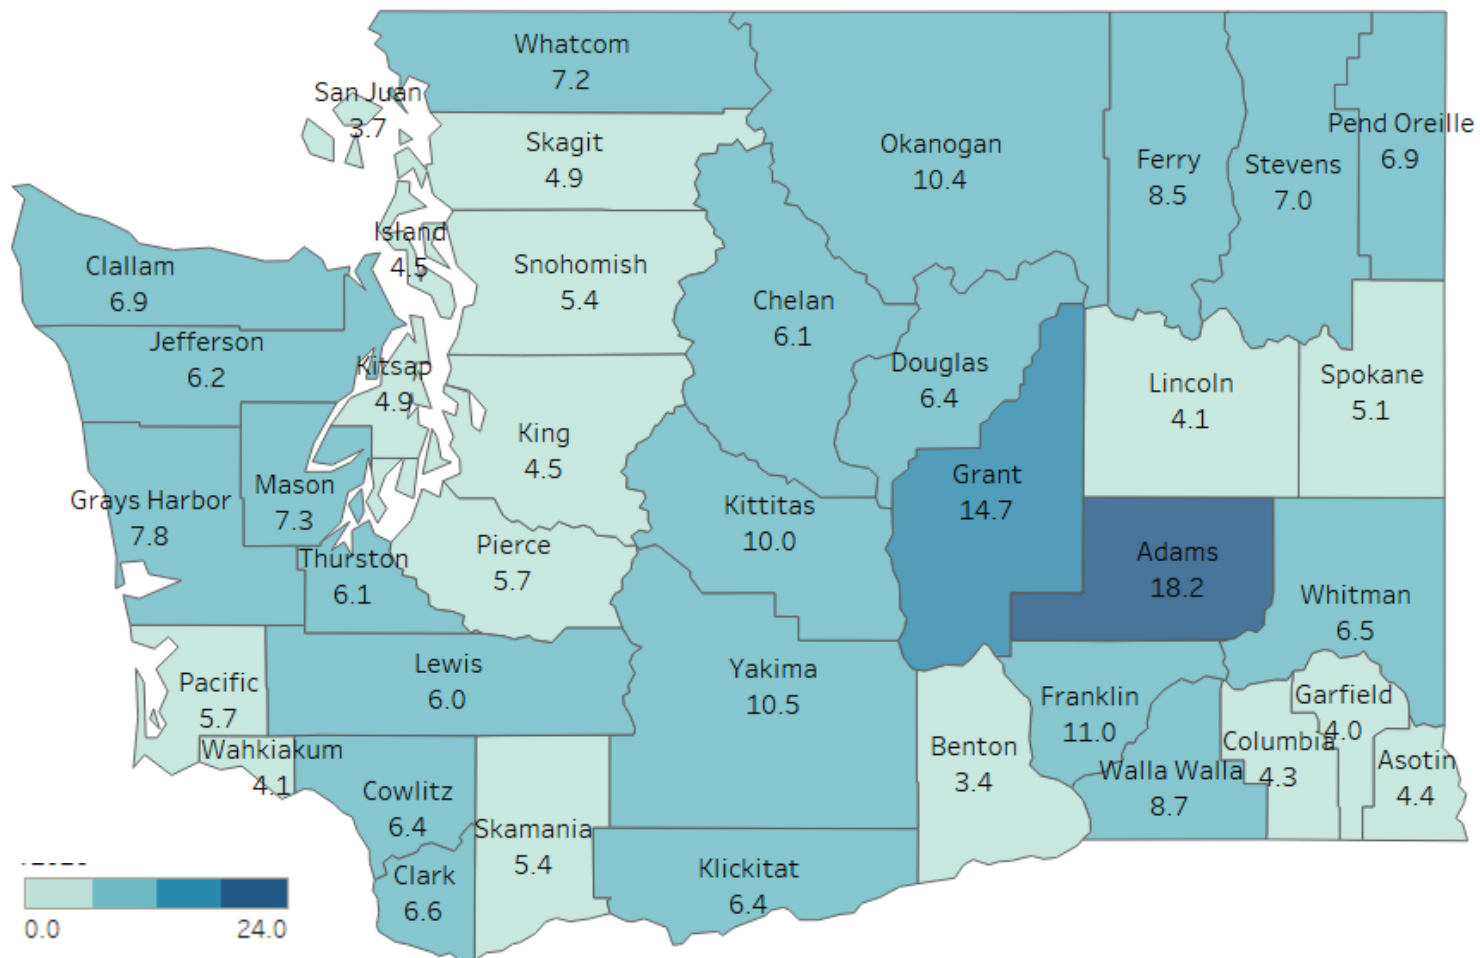 Whatcom
7.2
San Juan
3.7
Skagit
4.9
Okanogan
10.4
Ferry
8.5
Stevens
7.0
Pend Oreille
6.9
Island
4.5
Clallam
6.9
Snohomish
5.4
Chelan
6.1
Jefferson
6.2
Kitsap
4.9
Douglas
6.4
Lincoln
4.1
Spokane
5.1
King
4.5
Grays Harbor
7.8
Mason
7.3
Kittitas
10.0
Grant
14.7
Thurston
6.1
Pierce
5.7
Adams
18.2
Whitman
6.5
Pacific
5.7
Lewis
6.0
Yakima
10.5
Franklin
11.0
Garfield
4.0
Wahkiakum
4.1
Benton
3.4
Columbia
4.3
Walla Walla
8.7
Asotin
4.4
Cowlitz
6.4
Skamania
5.4
Clark
6.6
Klickitat
6.4
0.0
24.0